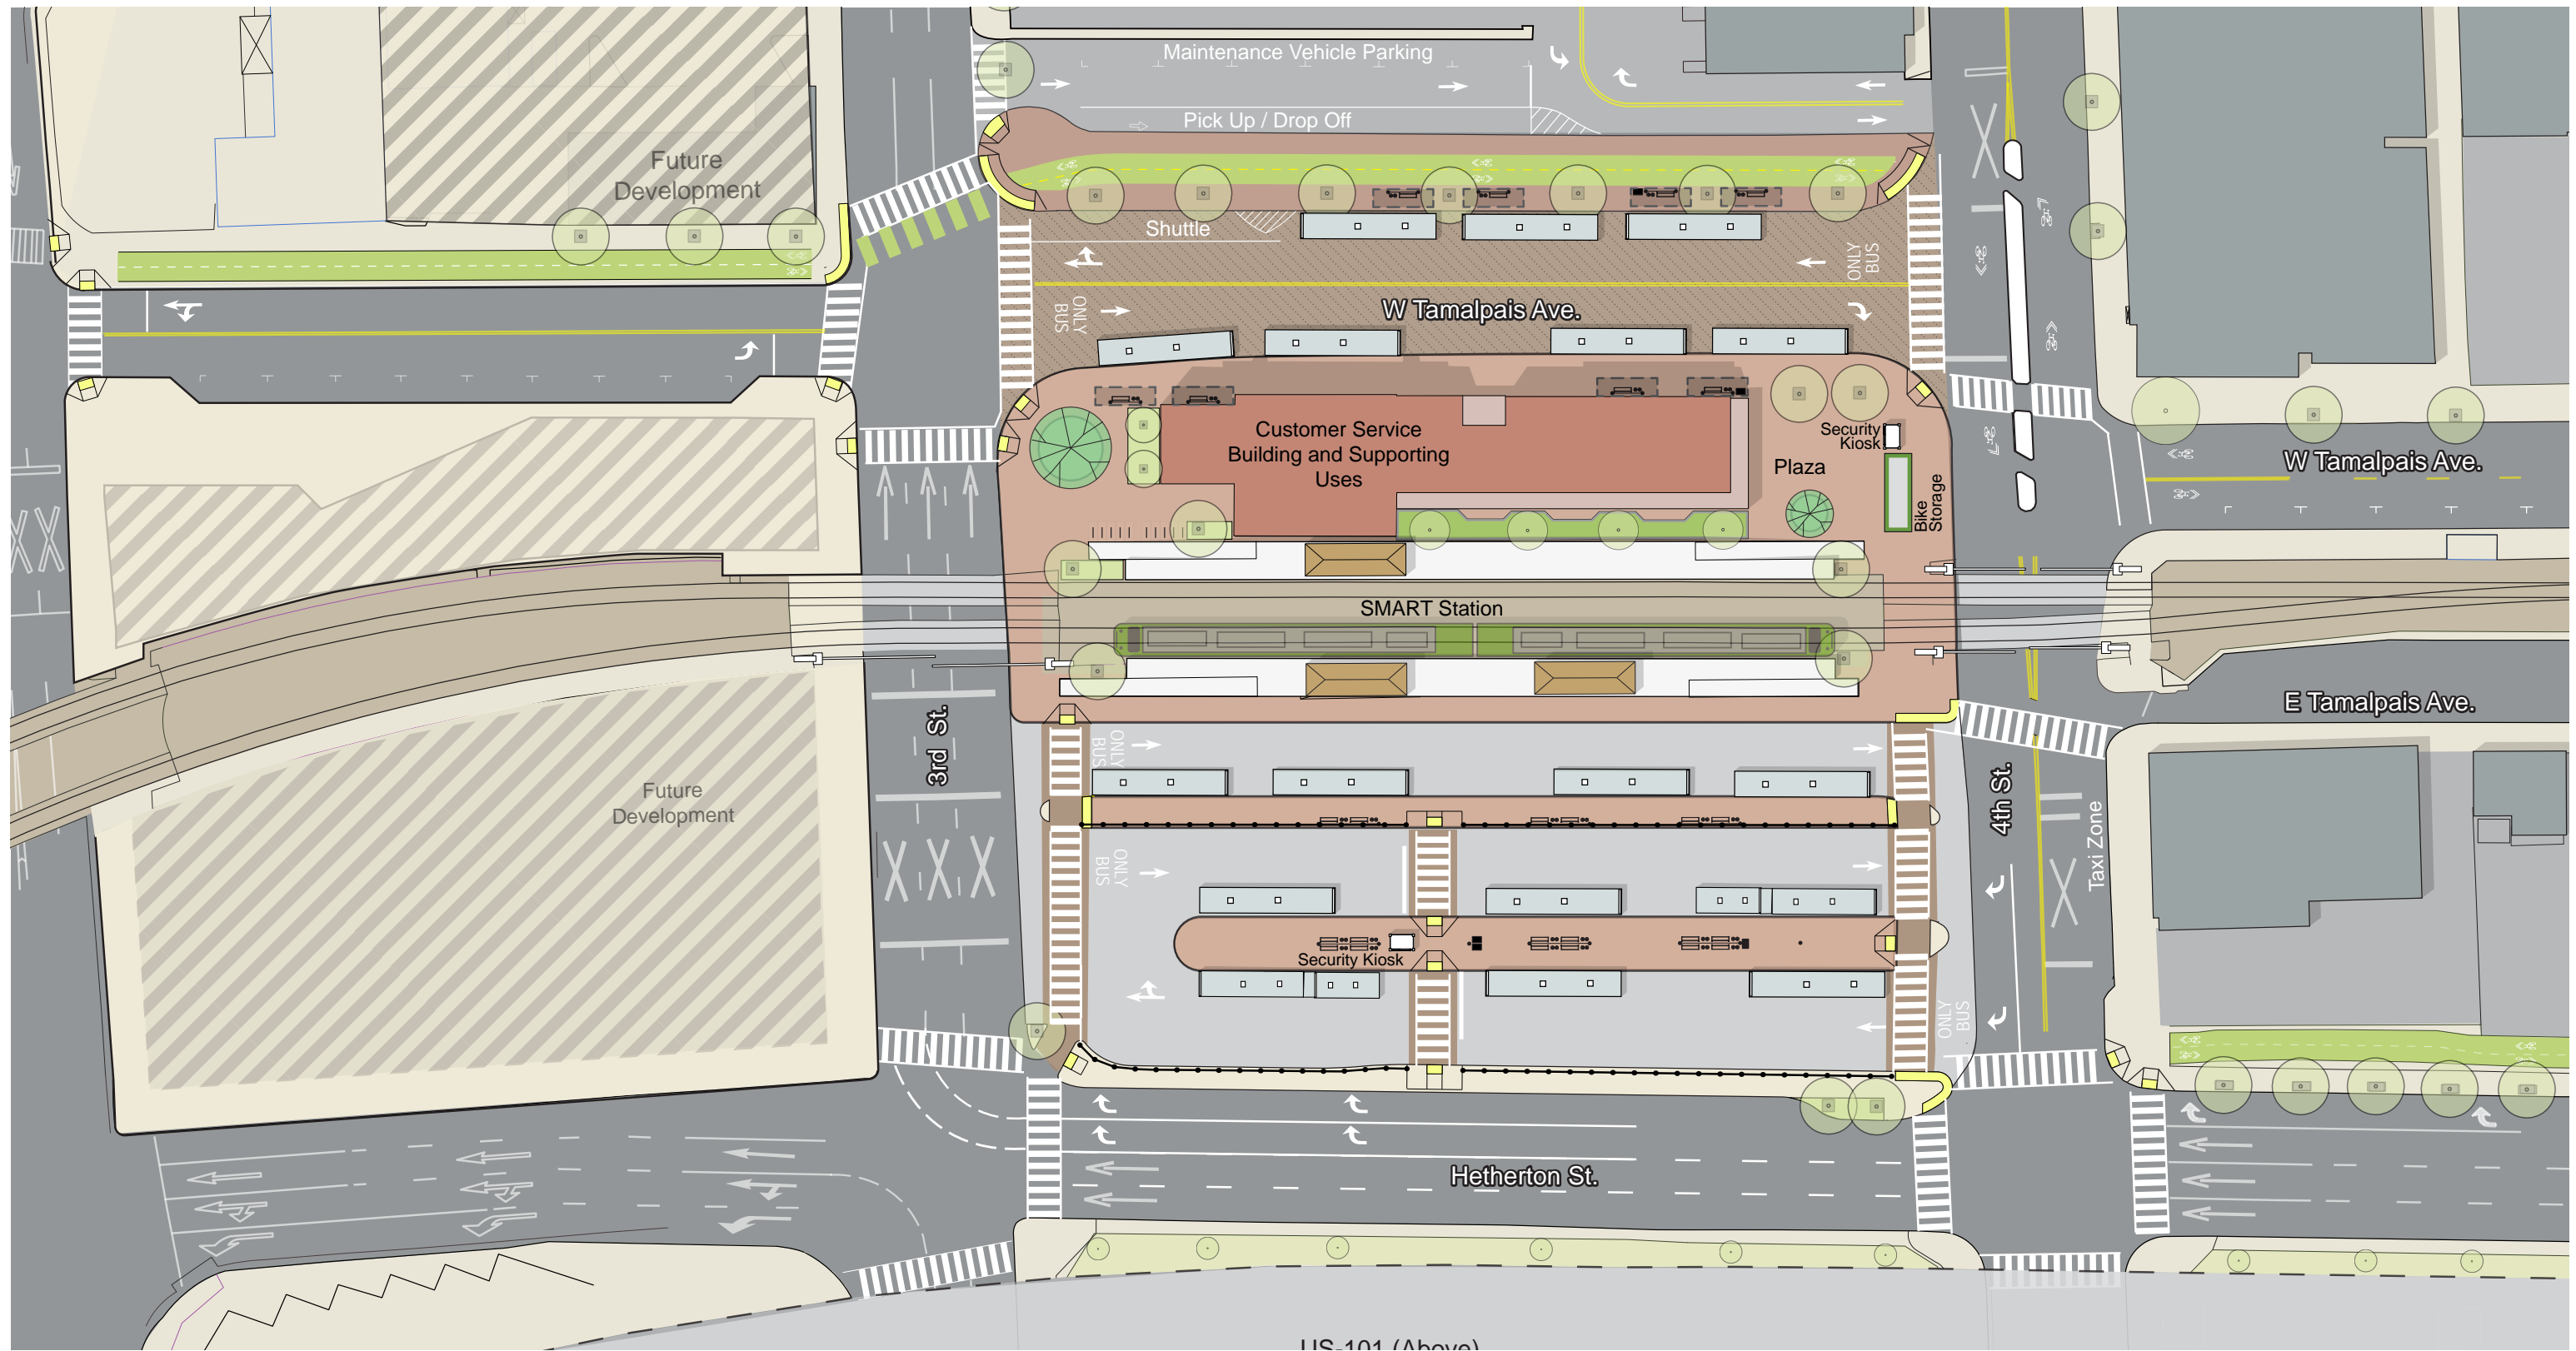 Maintenance Vehicle Parking
Pick Up / Drop Off
Future
Development
Shuttle
ONLY
BUS
ONLY
BUS
W Tamalpais Ave.
Customer Service
Building and Supporting
Uses
Security
Kiosk
Plaza
Bike
Storage
W Tamalpais Ave.
SMART Station
E Tamalpais Ave.
3rd St.
ONLY
BUS
Future
Development
4th St.
Taxi Zone
ONLY
BUS
Security Kiosk
ONLY
BUS
Hetherton St.
US-101 (Above)